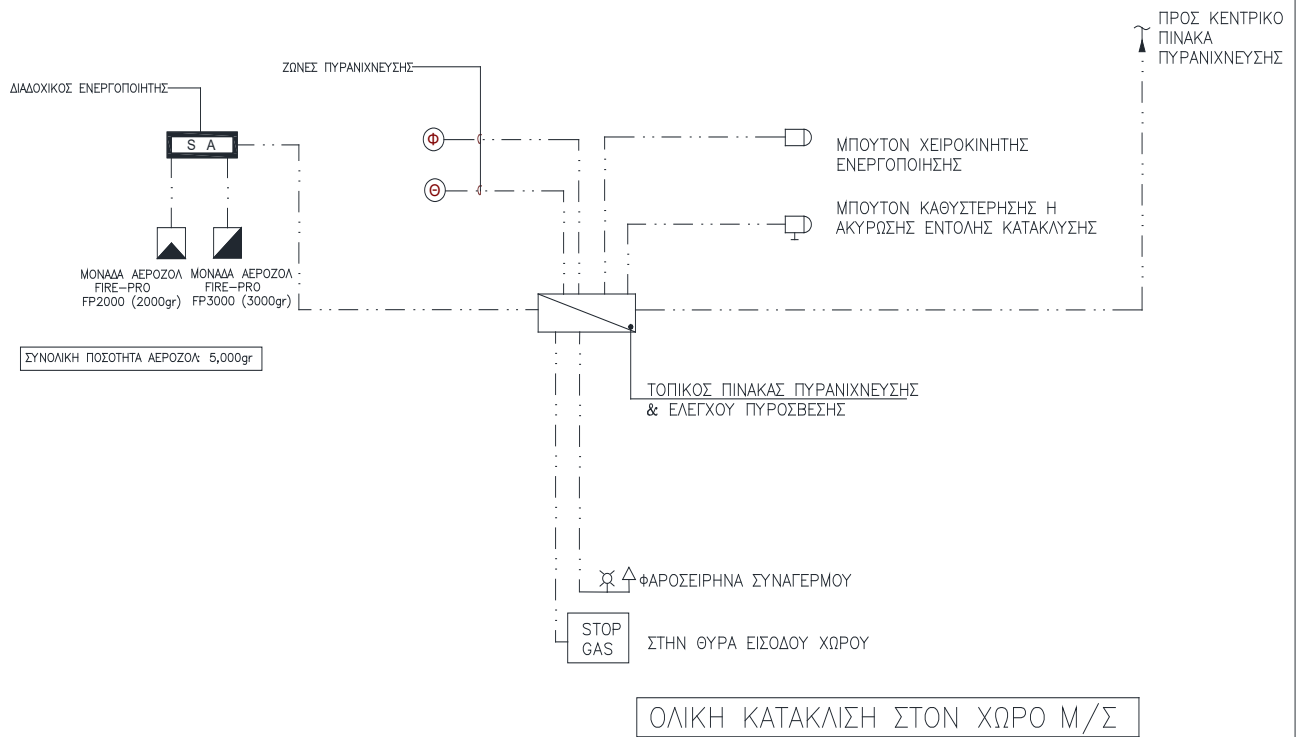 ΠΡΟΣ ΚΕΝΤΡΙΚΟ
ΠΙΝΑΚΑ
ΠΥΡΑΝΙΧΝΕΥΣΗΣ
ΖΩΝΕΣ ΠΥΡΑΝΙΧΝΕΥΣΗΣ
ΔΙΑΔΟΧΙΚΟΣ ΕΝΕΡΓΟΠΟΙΗΤΗΣ
S A
Φ
Θ
ΜΠΟΥΤΟΝ ΧΕΙΡΟΚΙΝΗΤΗΣ
ΕΝΕΡΓΟΠΟΙΗΣΗΣ
ΜΠΟΥΤΟΝ ΚΑΘΥΣΤΕΡΗΣΗΣ Η
ΑΚΥΡΩΣΗΣ ΕΝΤΟΛΗΣ ΚΑΤΑΚΛΥΣΗΣ
ΜΟΝΑΔΑ ΑΕΡΟΖΟΛ
FIRE-PRO
FP2000 (2000gr)
ΜΟΝΑΔΑ ΑΕΡΟΖΟΛ
FIRE-PRO
FP3000 (3000gr)
ΣΥΝΟΛΙΚΗ ΠΟΣΟΤΗΤΑ ΑΕΡΟΖΟΛ: 5,000gr
ΤΟΠΙΚΟΣ ΠΙΝΑΚΑΣ ΠΥΡΑΝΙΧΝΕΥΣΗΣ
& ΕΛΕΓΧΟΥ ΠΥΡΟΣΒΕΣΗΣ
ΦΑΡΟΣΕΙΡΗΝΑ ΣΥΝΑΓΕΡΜΟΥ
STOP
GAS
ΣΤΗΝ ΘΥΡΑ ΕΙΣΟΔΟΥ ΧΩΡΟΥ
ΟΛΙΚΗ ΚΑΤΑΚΛΙΣΗ ΣΤΟΝ ΧΩΡΟ Μ/Σ